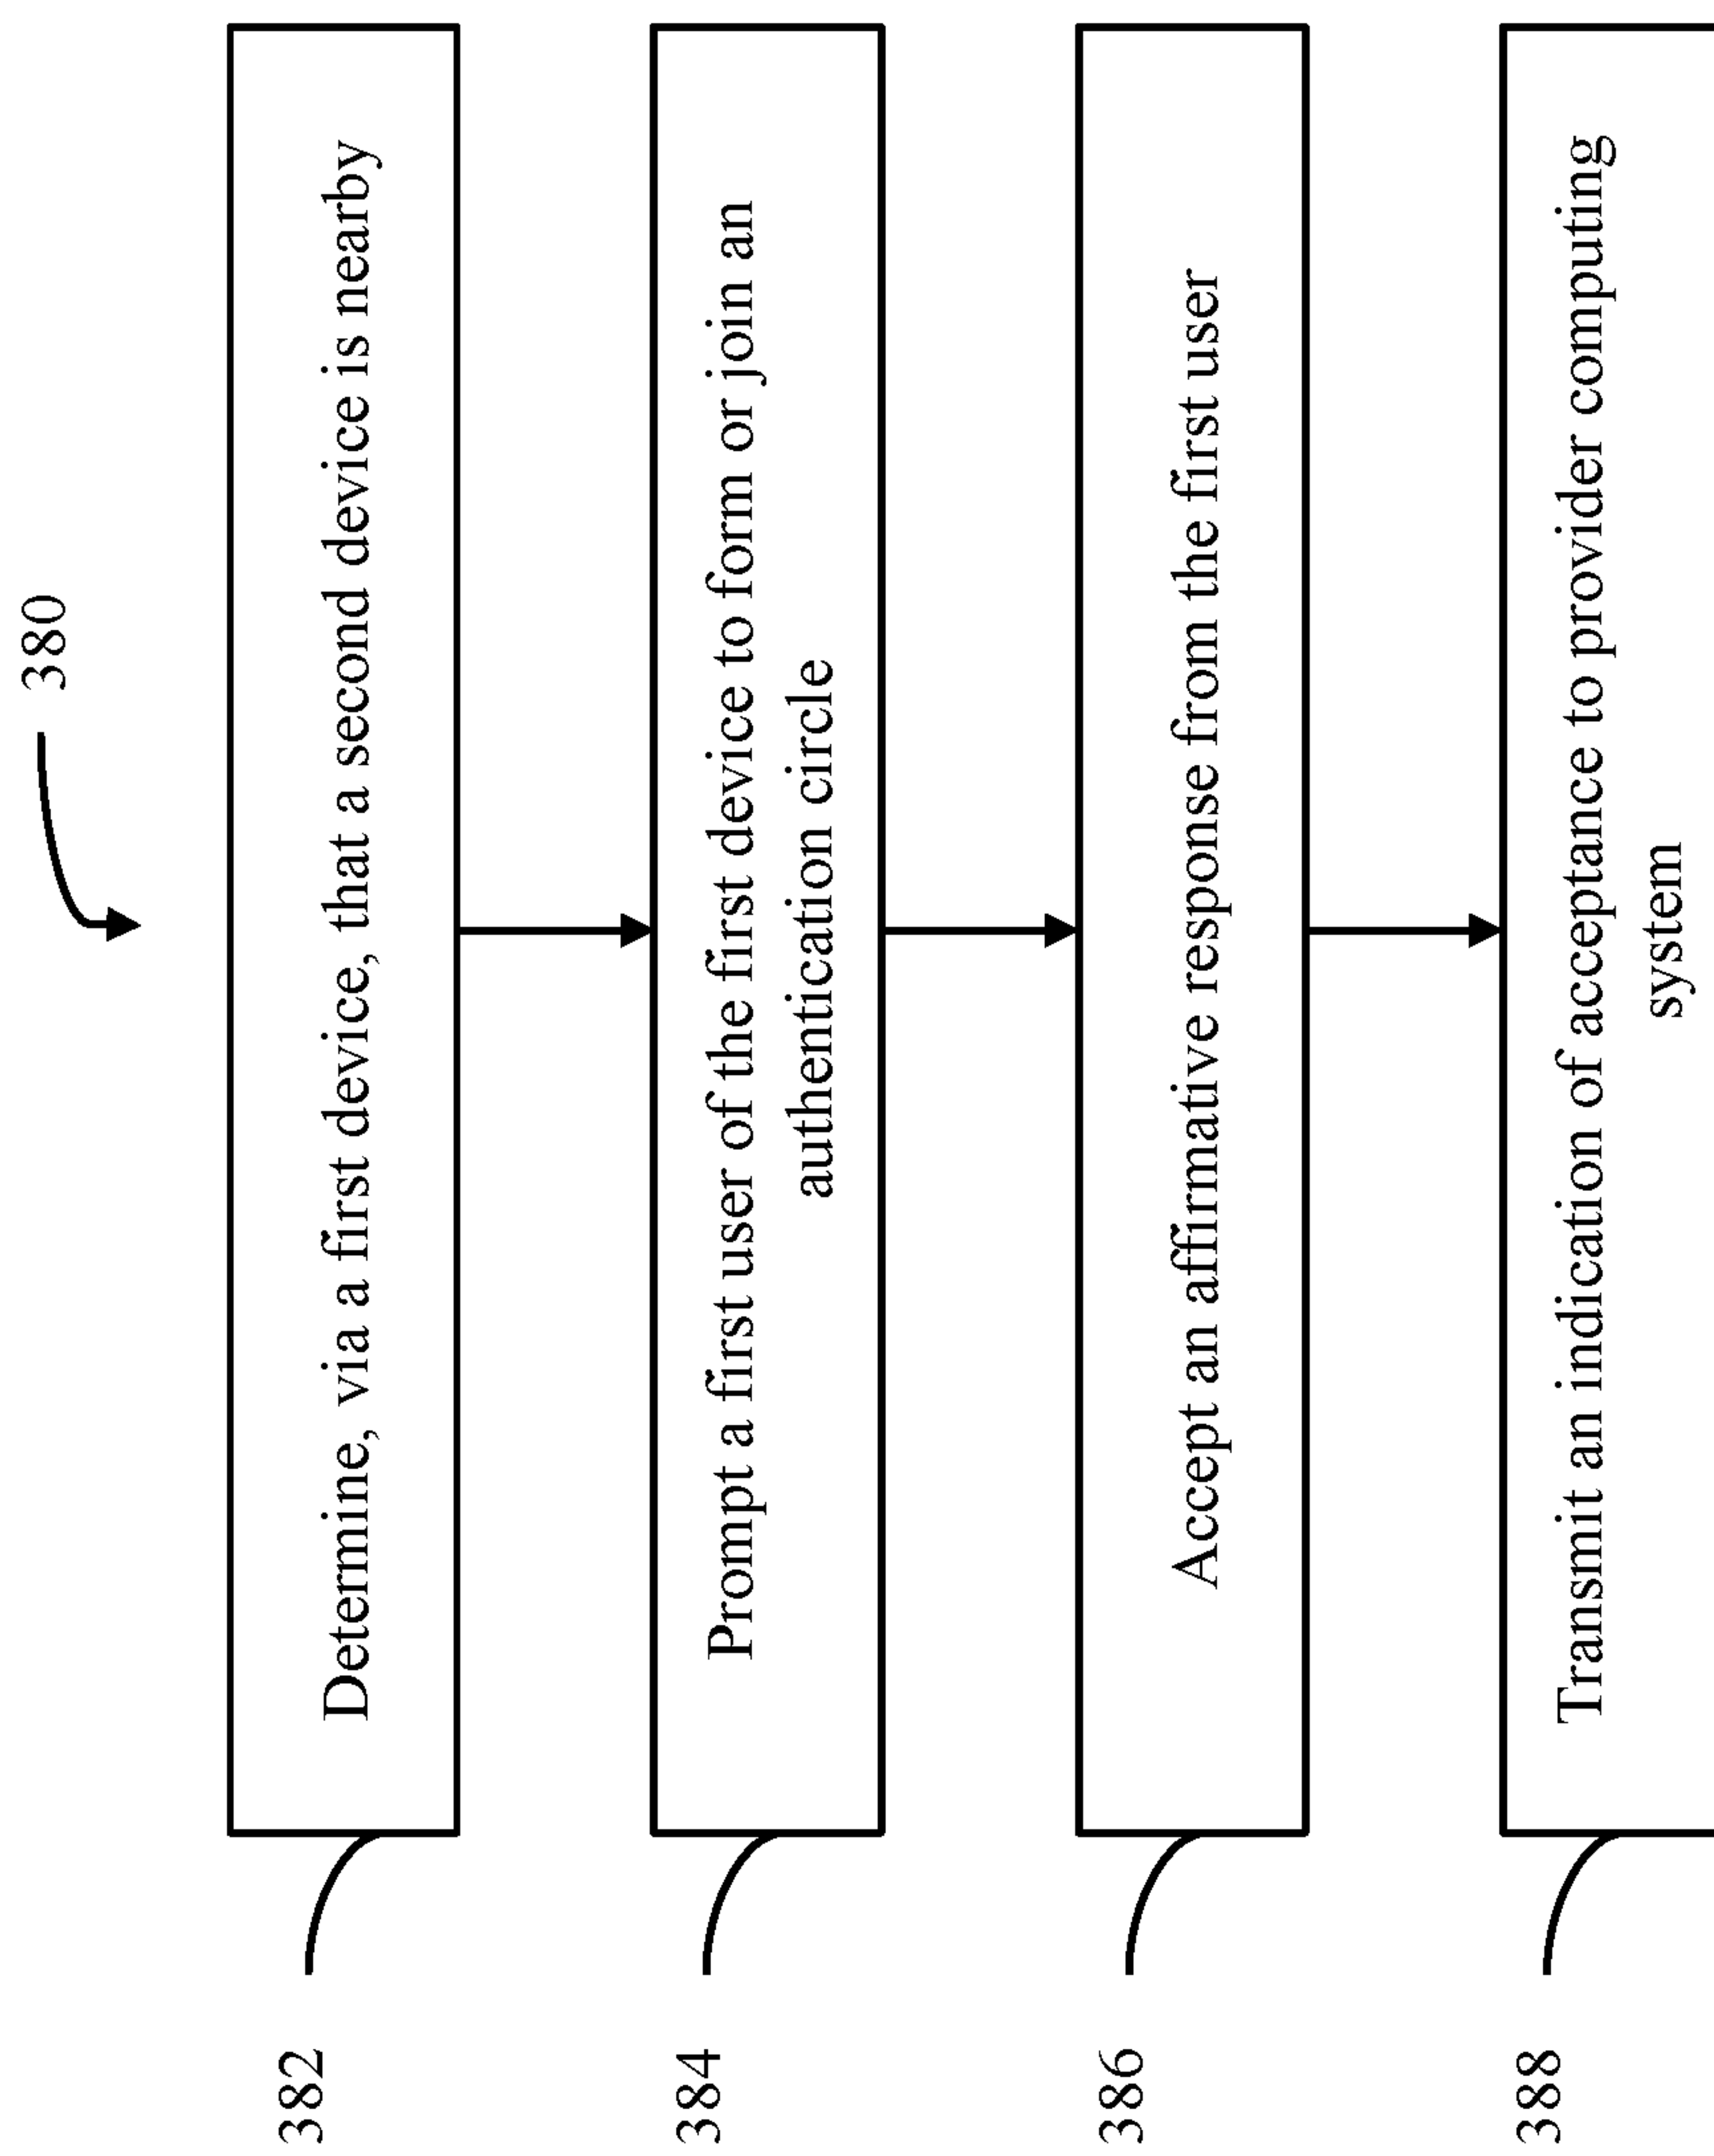 380
382
Determine, via a first device, that a second device is nearby
384
Prompt a first user of the first device to form or join an
authentication circle
386
Accept an affirmative response from the first user
388
Transmit an indication of acceptance to provider computing
system